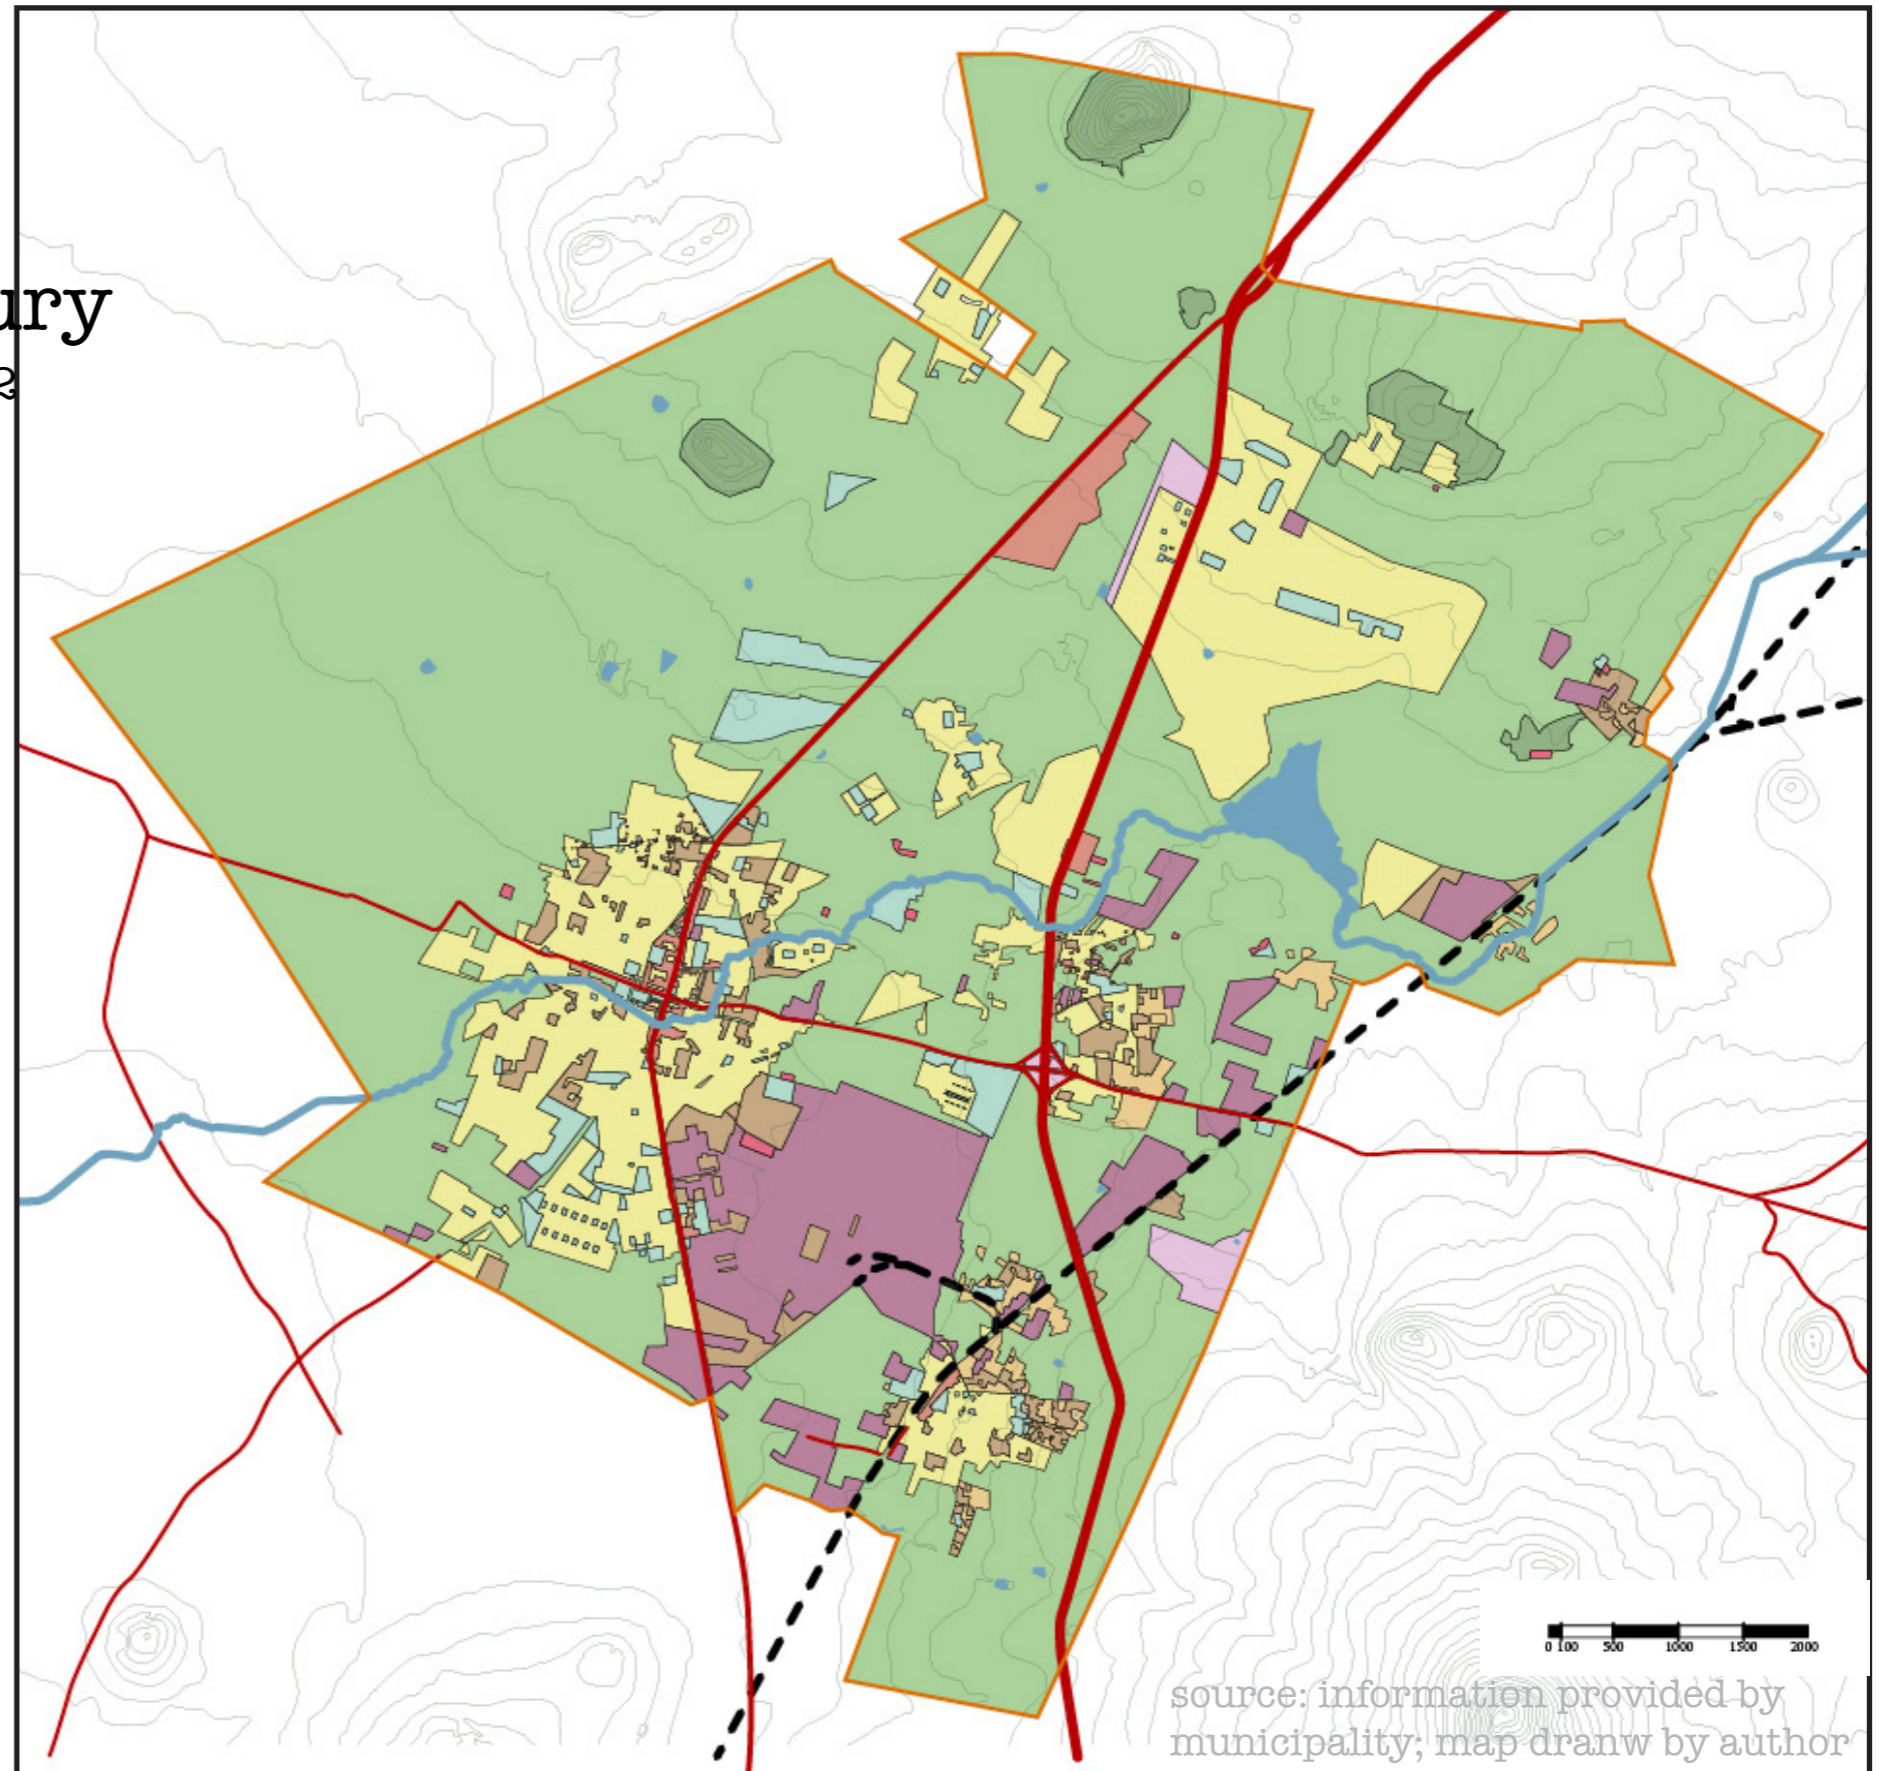 ury
0 100 500 1000 1500 2000
source: information provided by
municipality; map dranw by author